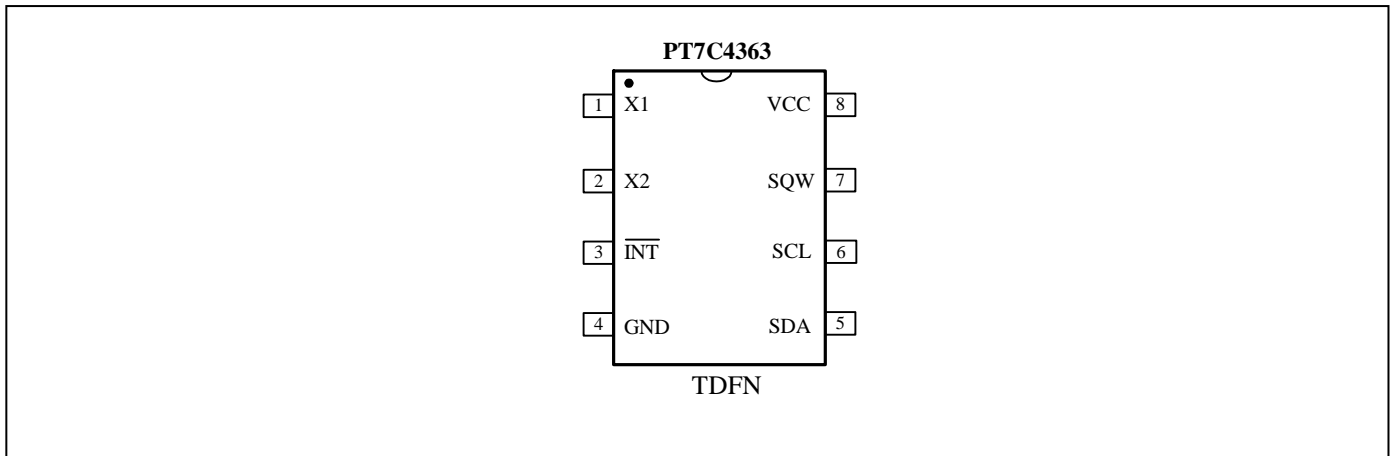 PT7C4363
1 X1 VCC 8
2 X2 SQW 7
3 INT SCL 6
4 GND SDA 5
TDFN